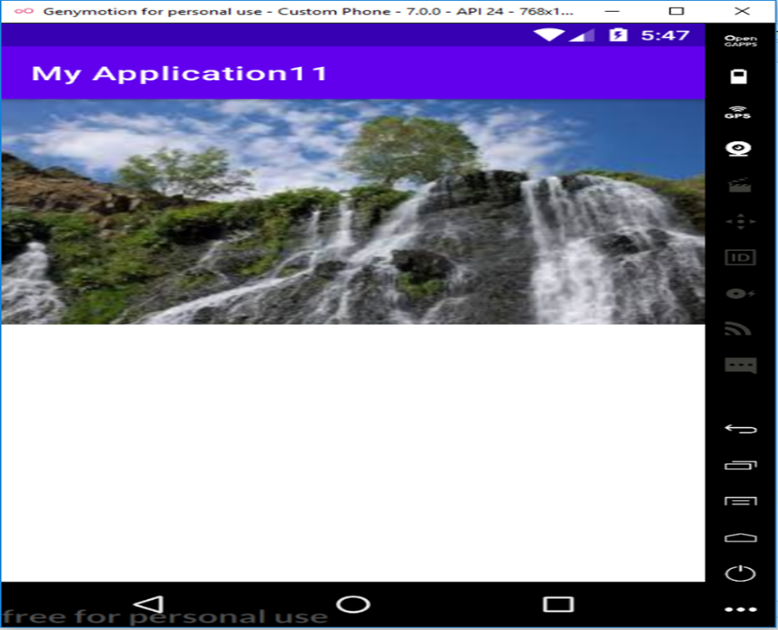 Genymotion for personal use - Custom Phone - 7.0.0 - API 24 - 768x1...
5:47
Open
GAPPS
My Application11
GPS
ID
free for personal use